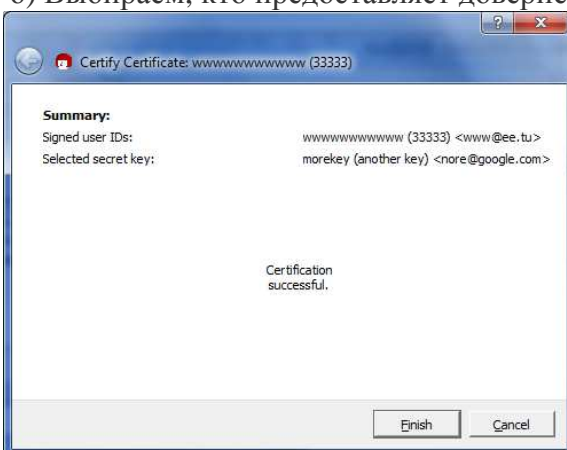 б) Выбираем, кто предоставляет доверие
Certify Certificate: wwwwwwwwwwww (33333)
Summary:
Signed user IDs: wwwwwwwwwwww (33333) <www@ee.tu>
Selected secret key: morekey (another key) <nore@google.com>
Certification
successful.
Finish Cancel